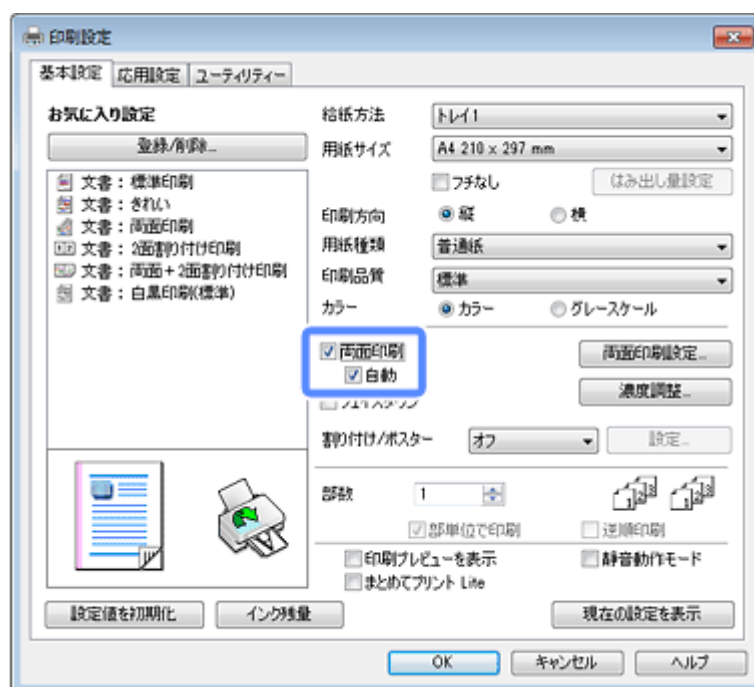 印刷設定
基本設定 応用設定 ユーティリティー
お気に入り設定
登録/削除...
文書：標準印刷
文書：きれい
文書：両面印刷
文書：2面割り付け印刷
文書：両面+2面割り付け印刷
文書：白黒印刷(標準)
給紙方法 トレイ1
用紙サイズ A4 210 x 297 mm
フチなし はみ出し量設定
印刷方向 縦 横
用紙種類 普通紙
印刷品質 標準
カラー カラー グレースケール
両面印刷 両面印刷設定...
自動
濃度調整...
割り付け/ポスター オフ 設定...
部数 1
部単位で印刷 逆順印刷
印刷プレビューを表示 静音動作モード
まとめてプリント Lite
設定値を初期化 インク残量 現在の設定を表示
OK キャンセル ヘルプ